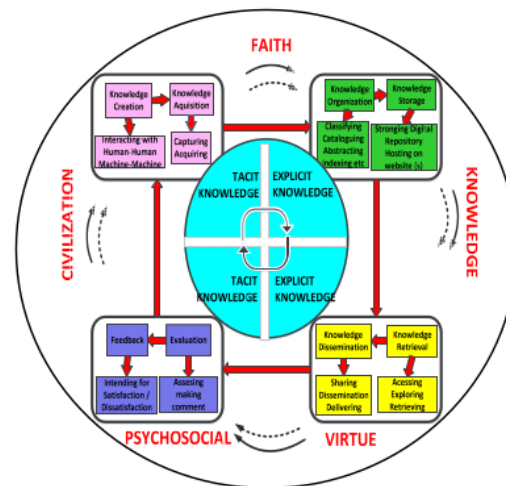 FAITH
Knowledge
Creation
Knowledge
Aquisition
Interacting with
Human-Human
Machine-Machine
Capturing
Acquiring
Knowledge
Organization
Knowledge
Storage
Classifying
Cataloguing
Abstracting
Indexing etc
Stronging Digital
Repository
Hosting on
website (s)
CIVILIZATION
KNOWLEDGE
TACIT
KNOWLEDGE
EXPLICIT
KNOWLEDGE
TACIT
KNOWLEDGE
EXPLICIT
KNOWLEDGE
Feedback
Evaluation
Intending for
Satisfaction /
Dissatisfaction
Assesing
making
comment
Knowledge
Dissemination
Knowledge
Retrieval
Sharing
Dissemination
Delivering
Acessing
Exploring
Retrieving
PSYCHOSOCIAL
VIRTUE